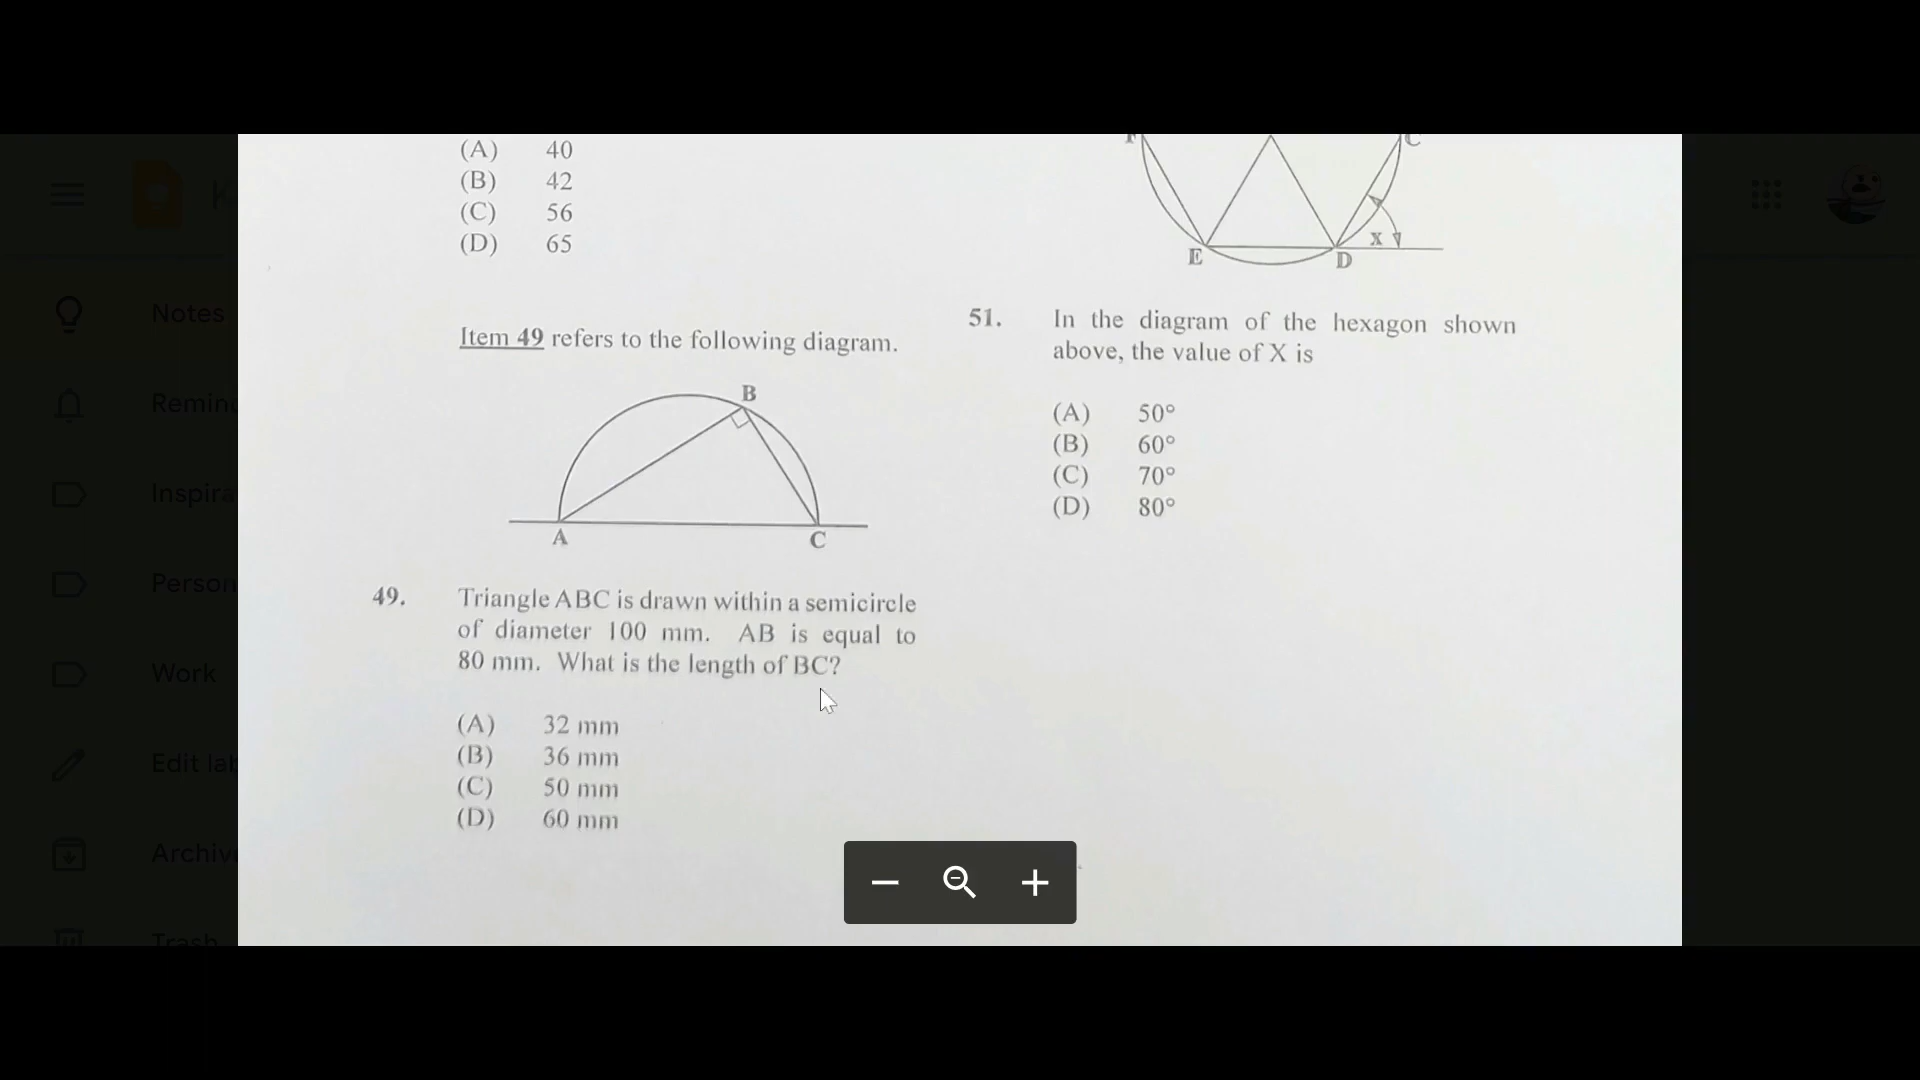 (A) 40
(B) 42
(C) 56
(D) 65
Item 49 refers to the following diagram.
B
A
C
49. Triangle ABC is drawn within a semicircle
of diameter 100 mm. AB is equal to
80 mm. What is the length of BC?
(A) 32 mm
(B) 36 mm
(C) 50 mm
(D) 60 mm
F
C
E
D
X
51. In the diagram of the hexagon shown
above, the value of X is
(A) 50°
(B) 60°
(C) 70°
(D) 80°
Notes
Work
Trash